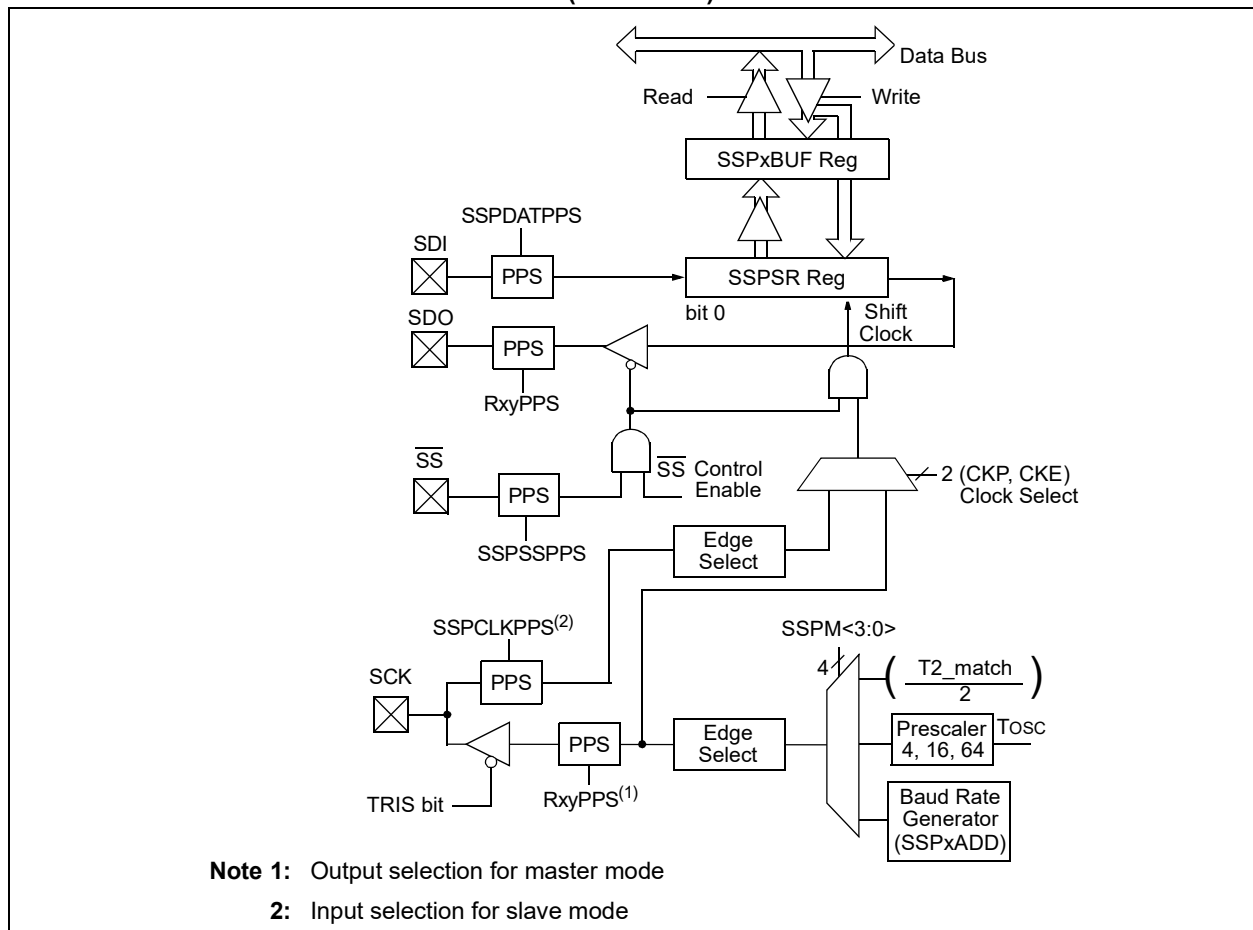 Data Bus
Read
Write
SSPxBUF Reg
SSPDATPPS
SDI
PPS
SSPSR Reg
bit 0
Shift
Clock
SDO
PPS
RxyPPS
SS
SS Control
Enable
PPS
2 (CKP, CKE)
Clock Select
SSPSSPPS
Edge
Select
SSPCLKPPS(2)
SSPM<3:0>
4
( T2_match
2 )
SCK
PPS
Edge
Select
Prescaler
4, 16, 64
TOSC
PPS
TRIS bit
RxyPPS(1)
Baud Rate
Generator
(SSPxADD)
Note 1: Output selection for master mode
2: Input selection for slave mode